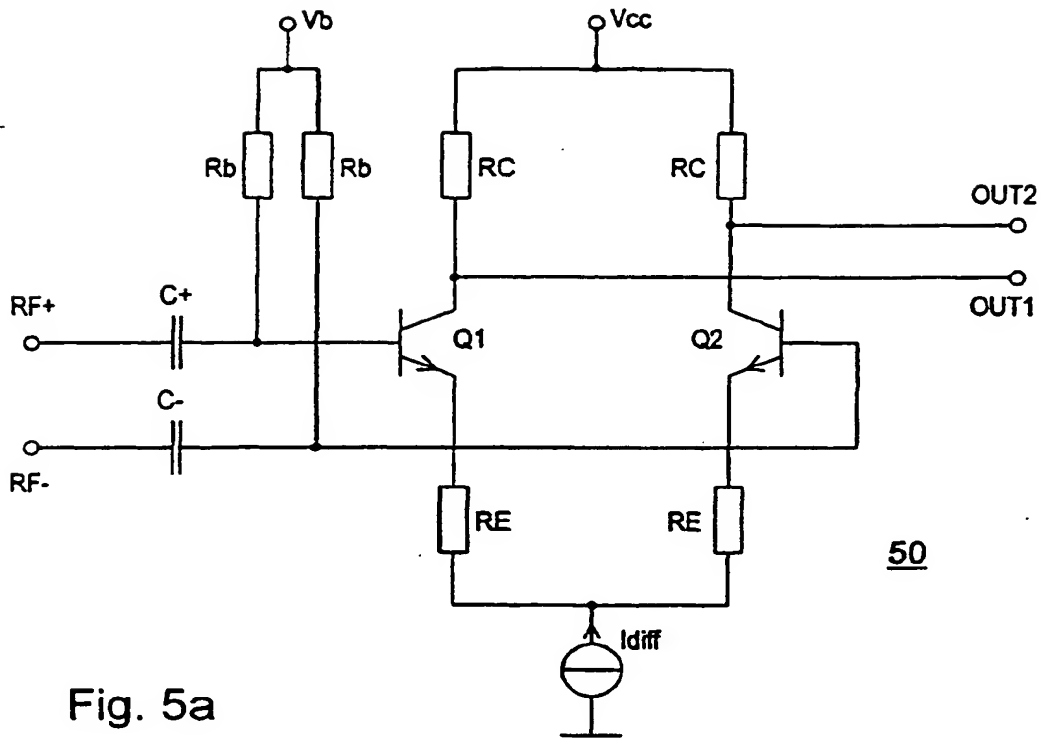 Vb
Vcc
Rb
Rb
RC
RC
OUT2
OUT1
C+
RF+
Q1
Q2
C-
RF-
RE
RE
50
Idiff
Fig. 5a